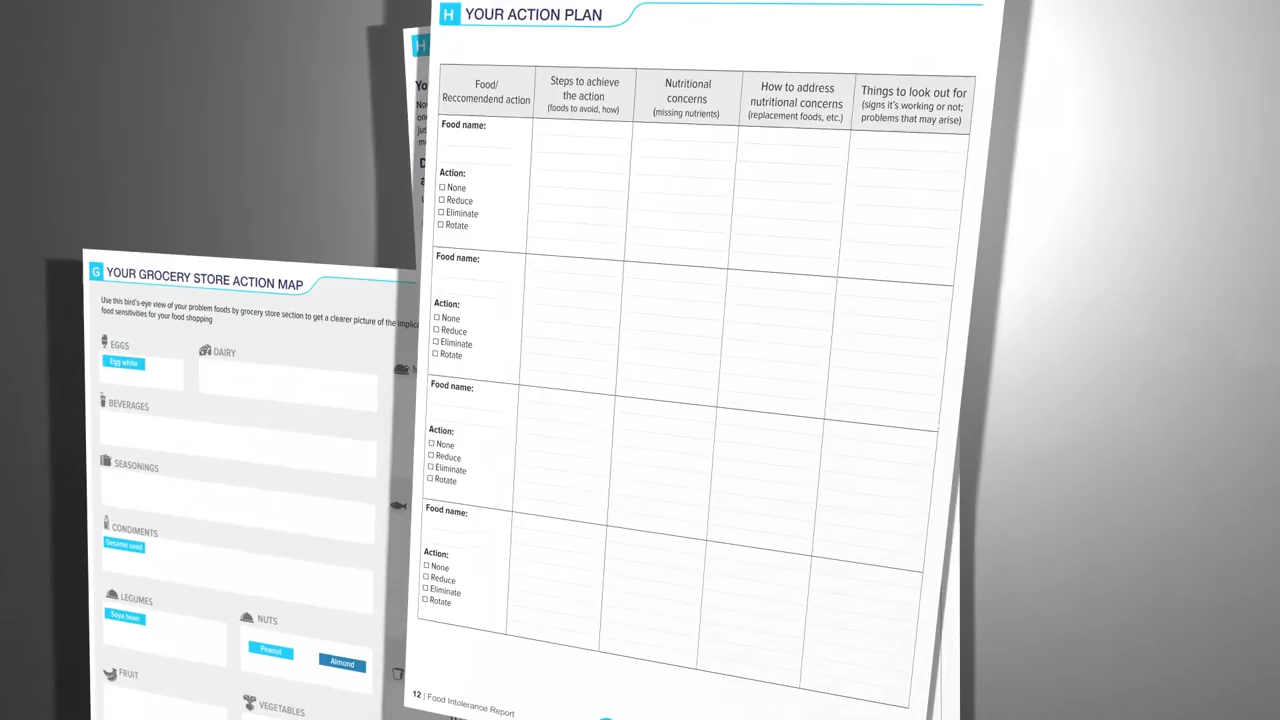 H YOUR ACTION PLAN
Food/
Reccomendend action
Steps to achieve
the action
(foods to avoid, how)
Nutritional
concerns
(missing nutrients)
How to address
nutritional concerns
(replacement foods, etc.)
Things to look out for
(signs it's working or not;
problems that may arise)
Food name:
Action:
None
Reduce
Eliminate
Rotate
Food name:
Action:
None
Reduce
Eliminate
Rotate
Food name:
Action:
None
Reduce
Eliminate
Rotate
Food name:
Action:
None
Reduce
Eliminate
Rotate
12 | Food Intolerance Report
H
G YOUR GROCERY STORE ACTION MAP
Use this bird's-eye view of your problem foods by grocery store section to get a clearer picture of the
food sensitivities for your food shopping
EGGS
Egg white
DAIRY
BEVERAGES
SEASONINGS
CONDIMENTS
Sesame seed
LEGUMES
Soya bean
NUTS
Peanut
Almond
FRUIT
VEGETABLES